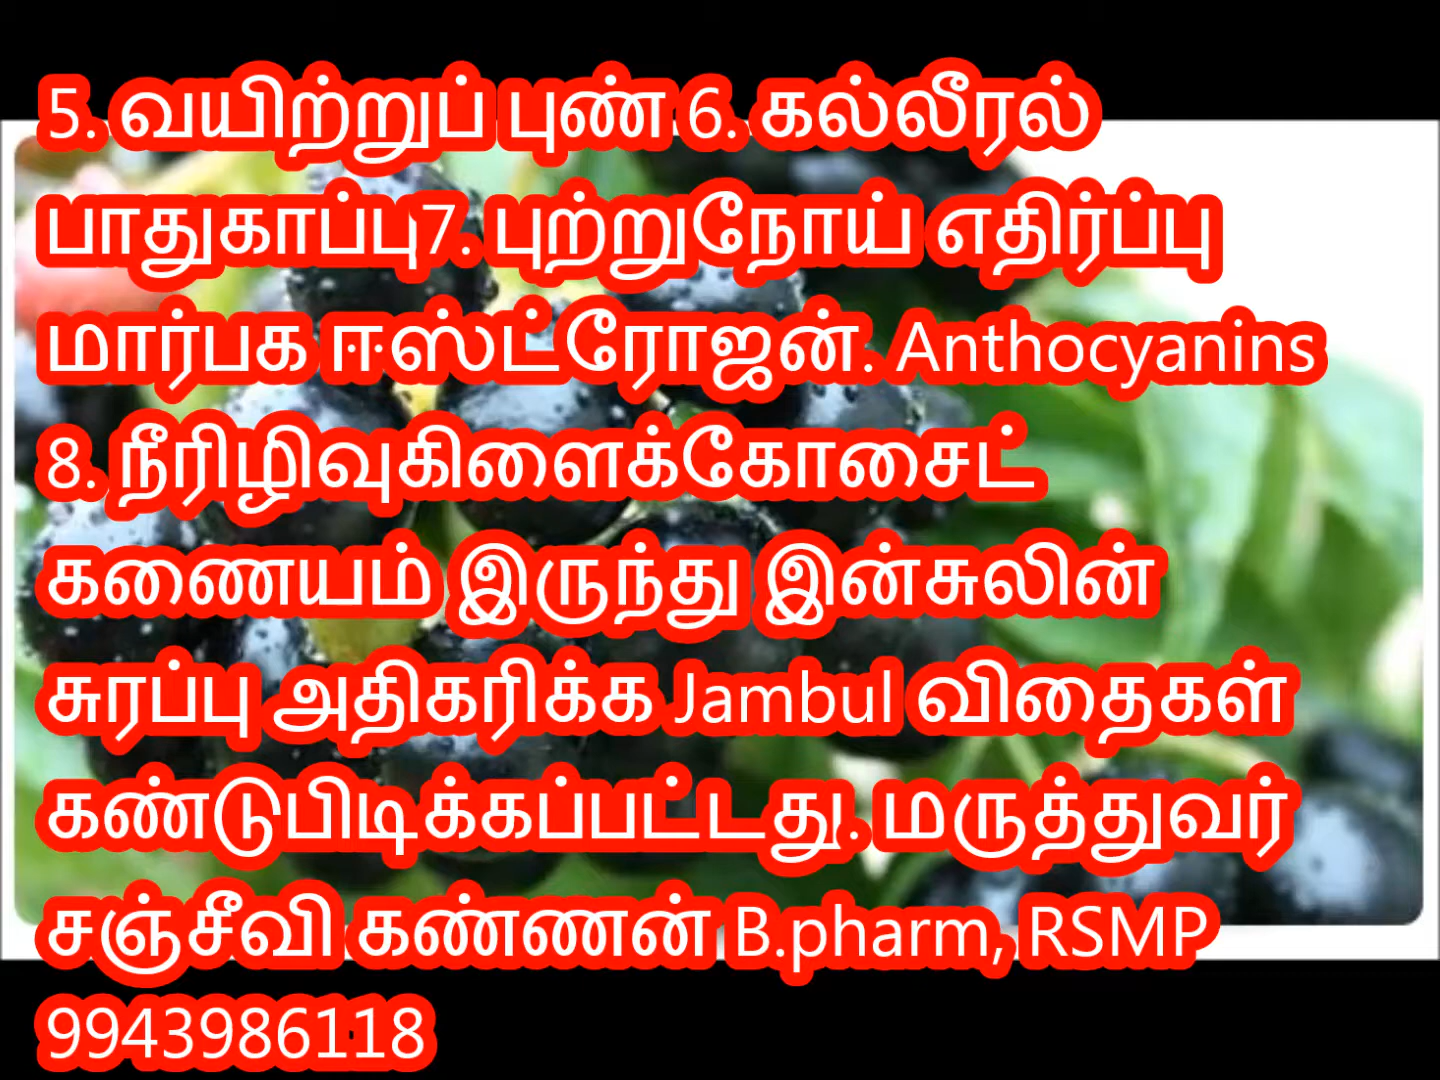 5. வயிற்றுப் புண் 6. கல்லீரல்
பாதுகாப்பு7. புற்றுநோய் எதிர்ப்பு
மார்பக ஈஸ்ட்ரோஜன். Anthocyanins
8. நீரிழிவுகிளைக்கோசைட்
கணையம் இருந்து இன்சுலின்
சுரப்பு அதிகரிக்க Jambul விதைகள்
கண்டுபிடிக்கப்பட்டது. மருத்துவர்
சஞ்சீவி கண்ணன் B.pharm, RSMP
9943986118